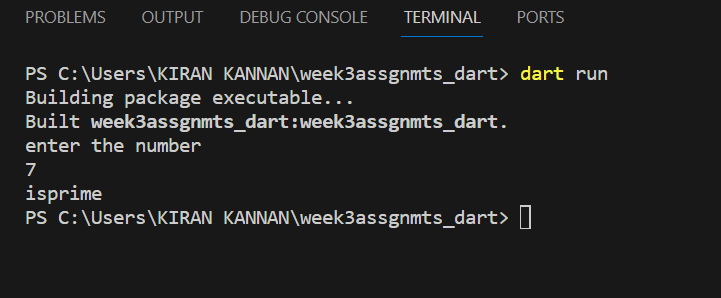 PROBLEMS OUTPUT DEBUG CONSOLE TERMINAL PORTS
PS C:\Users\KIRAN KANNAN\week3assgnmts_dart> dart run
Building package executable...
Built week3assgnmts_dart:week3assgnmts_dart.
enter the number
7
isprime
PS C:\Users\KIRAN KANNAN\week3assgnmts_dart>